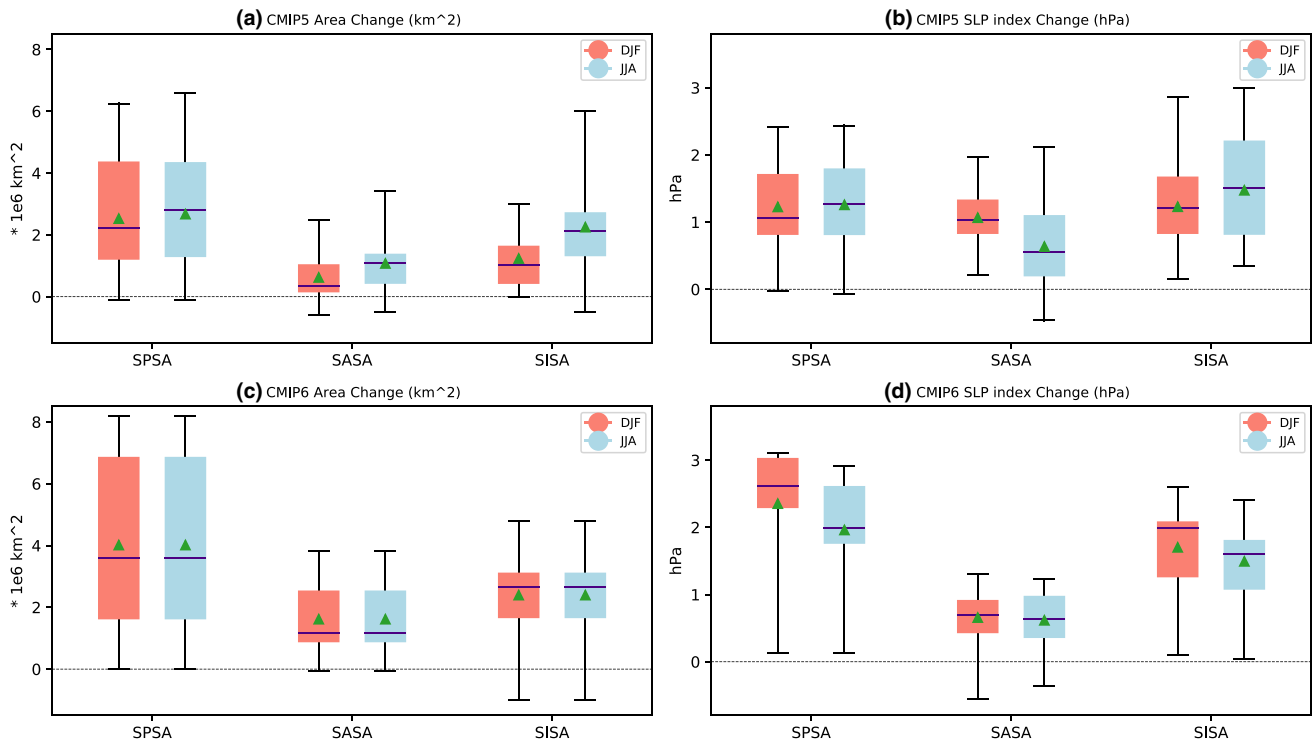 (a) CMIP5 Area Change (km^2)
DJF
JJA
8
6
4
2
0
* 1e6 km^2
SPSA SASA SISA
(b) CMIP5 SLP index Change (hPa)
DJF
JJA
3
2
1
0
hPa
SPSA SASA SISA
(c) CMIP6 Area Change (km^2)
DJF
JJA
8
6
4
2
0
* 1e6 km^2
SPSA SASA SISA
(d) CMIP6 SLP index Change (hPa)
DJF
JJA
3
2
1
0
hPa
SPSA SASA SISA